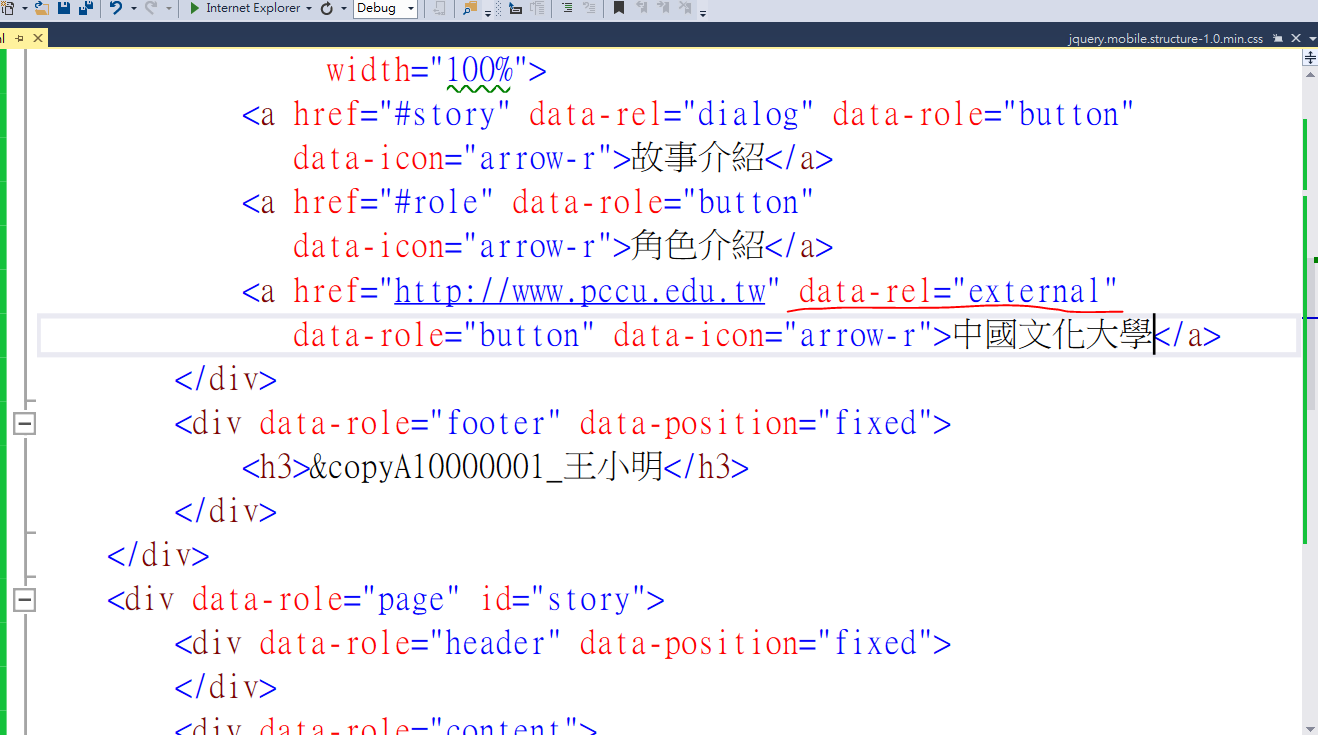 Internet Explorer
Debug
jquery.mobile.structure-1.0.min.css
width="100%">
<a href="#story" data-rel="dialog" data-role="button"
data-icon="arrow-r">故事介紹</a>
<a href="#role" data-role="button"
data-icon="arrow-r">角色介紹</a>
<a href="http://www.pccu.edu.tw" data-rel="external"
data-role="button" data-icon="arrow-r">中國文化大學</a>
</div>
<div data-role="footer" data-position="fixed">
<h3>&copyA10000001_王小明</h3>
</div>
</div>
<div data-role="page" id="story">
<div data-role="header" data-position="fixed">
</div>
<div data-role="content">